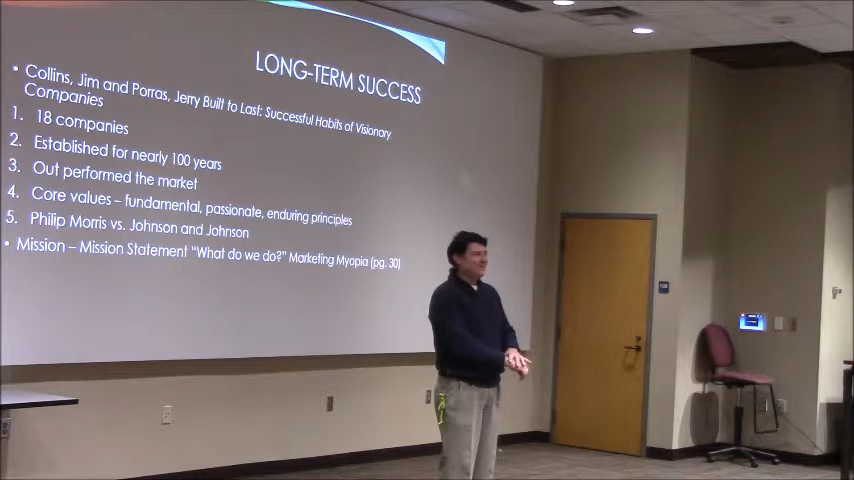 LONG-TERM SUCCESS
• Collins, Jim and Porras, Jerry Built to Last: Successful Habits of Visionary
Companies
1. 18 companies
2. Established for nearly 100 years
3. Out performed the market
4. Core values – fundamental, passionate, enduring principles
5. Philip Morris vs. Johnson and Johnson
• Mission – Mission Statement “What do we do?” Marketing Myopia (pg. 30)